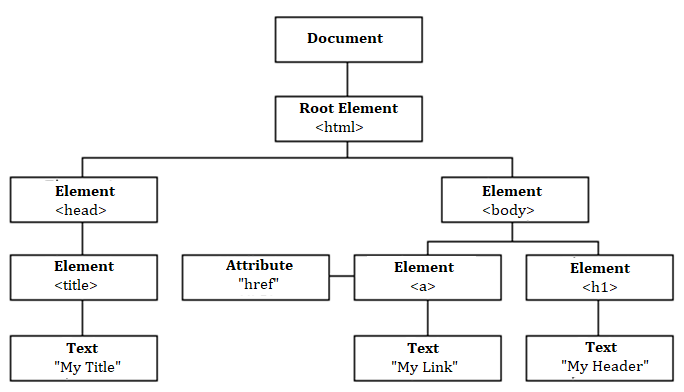 Document
Root Element
<html>
Element
<head>
Element
<body>
Element
<title>
Attribute
"href"
Element
<a>
Element
<h1>
Text
"My Title"
Text
"My Link"
Text
"My Header"